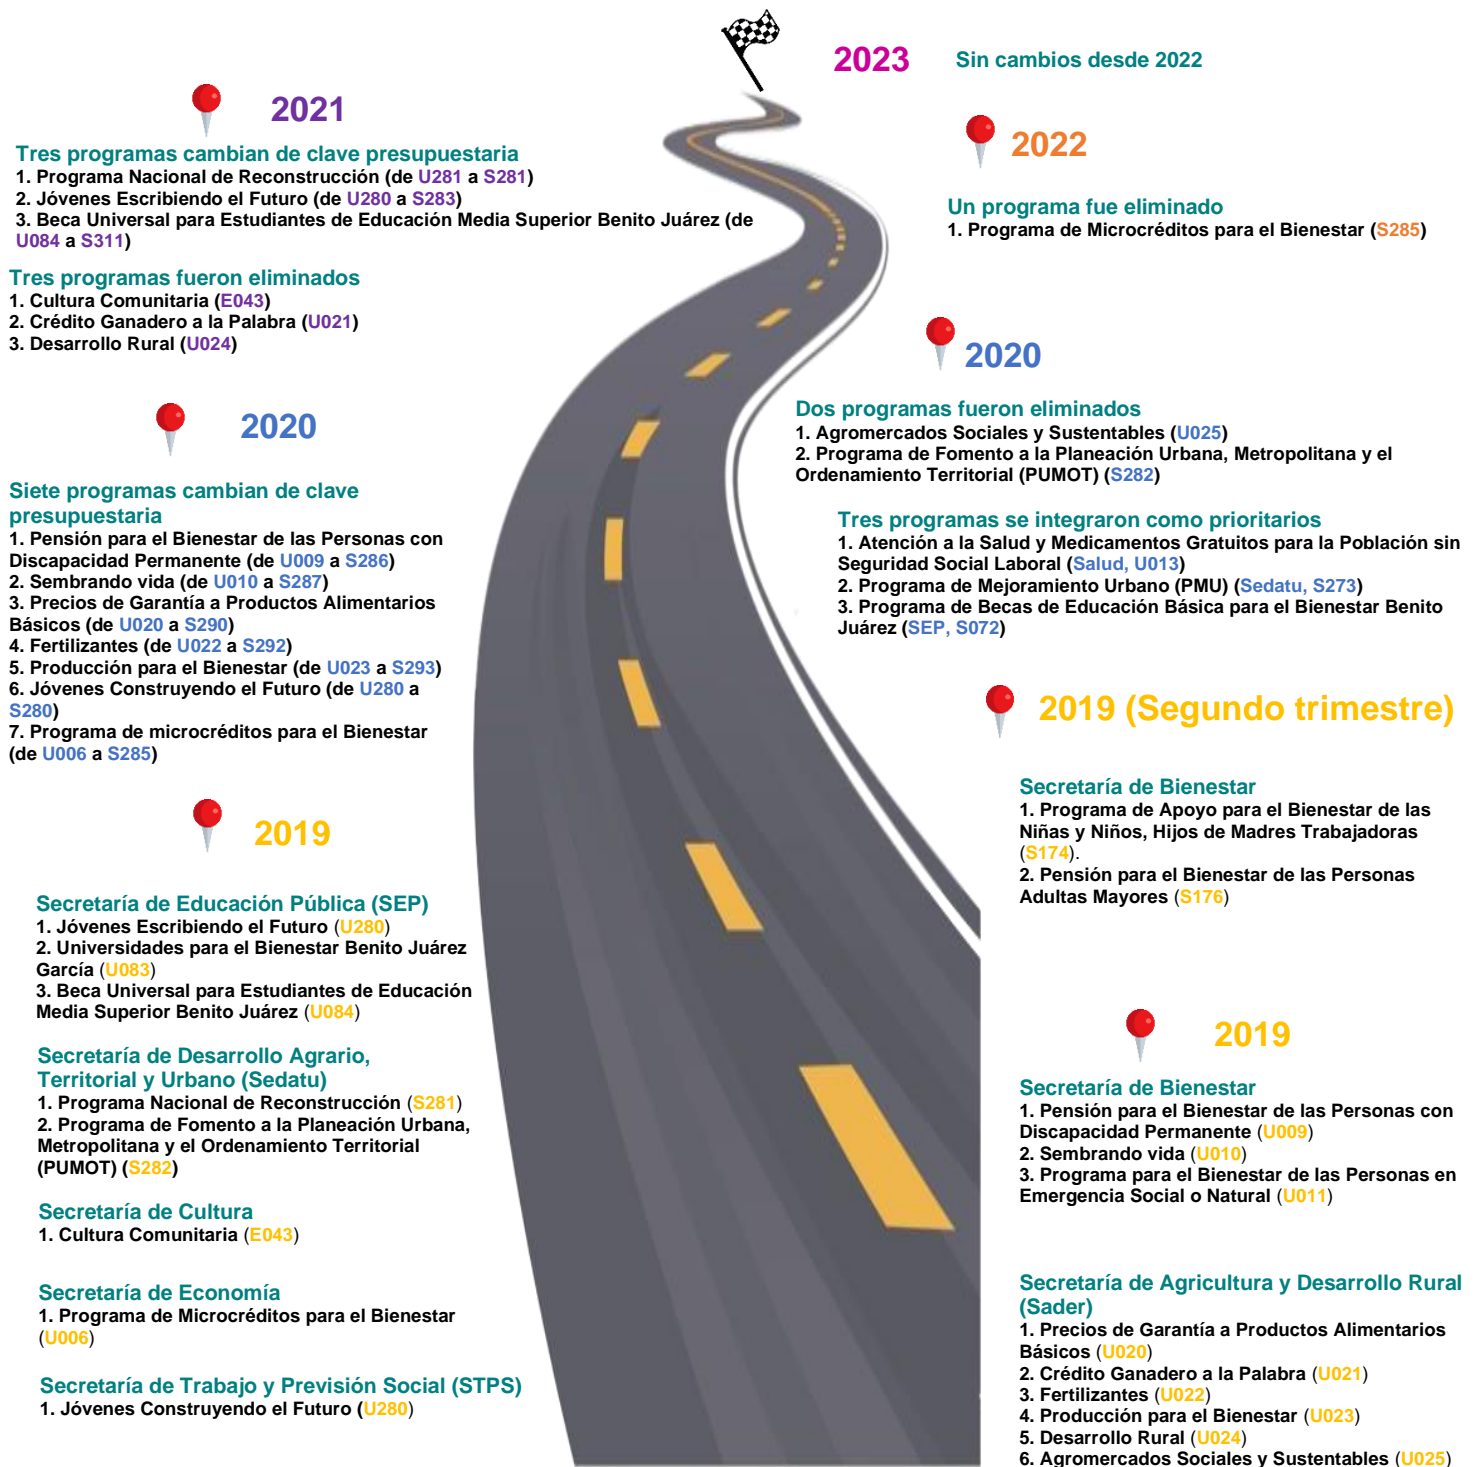 2023
Sin cambios desde 2022
2021
Tres programas cambian de clave presupuestaria
1. Programa Nacional de Reconstrucción (de U281 a S281)
2. Jóvenes Escribiendo el Futuro (de U280 a S283)
3. Beca Universal para Estudiantes de Educación Media Superior Benito Juárez (de
U084 a S311)
Tres programas fueron eliminados
1. Cultura Comunitaria (E043)
2. Crédito Ganadero a la Palabra (U021)
3. Desarrollo Rural (U024)
2022
Un programa fue eliminado
1. Programa de Microcréditos para el Bienestar (S285)
2020
Siete programas cambian de clave
presupuestaria
1. Pensión para el Bienestar de las Personas con
Discapacidad Permanente (de U009 a S286)
2. Sembrando vida (de U010 a S287)
3. Precios de Garantía a Productos Alimentarios
Básicos (de U020 a S290)
4. Fertilizantes (de U022 a S292)
5. Producción para el Bienestar (de U023 a S293)
6. Jóvenes Construyendo el Futuro (de U280 a
S280)
7. Programa de microcréditos para el Bienestar
(de U006 a S285)
2020
Dos programas fueron eliminados
1. Agromercados Sociales y Sustentables (U025)
2. Programa de Fomento a la Planeación Urbana, Metropolitana y el
Ordenamiento Territorial (PUMOT) (S282)
Tres programas se integraron como prioritarios
1. Atención a la Salud y Medicamentos Gratuitos para la Población sin
Seguridad Social Laboral (Salud, U013)
2. Programa de Mejoramiento Urbano (PMU) (Sedatu, S273)
3. Programa de Becas de Educación Básica para el Bienestar Benito
Juárez (SEP, S072)
2019 (Segundo trimestre)
Secretaría de Bienestar
1. Programa de Apoyo para el Bienestar de las
Niñas y Niños, Hijos de Madres Trabajadoras
(S174).
2. Pensión para el Bienestar de las Personas
Adultas Mayores (S176)
2019
Secretaría de Educación Pública (SEP)
1. Jóvenes Escribiendo el Futuro (U280)
2. Universidades para el Bienestar Benito Juárez
García (U083)
3. Beca Universal para Estudiantes de Educación
Media Superior Benito Juárez (U084)
Secretaría de Desarrollo Agrario,
Territorial y Urbano (Sedatu)
1. Programa Nacional de Reconstrucción (S281)
2. Programa de Fomento a la Planeación Urbana,
Metropolitana y el Ordenamiento Territorial
(PUMOT) (S282)
Secretaría de Cultura
1. Cultura Comunitaria (E043)
Secretaría de Economía
1. Programa de Microcréditos para el Bienestar
(U006)
Secretaría de Trabajo y Previsión Social (STPS)
1. Jóvenes Construyendo el Futuro (U280)
2019
Secretaría de Bienestar
1. Pensión para el Bienestar de las Personas con
Discapacidad Permanente (U009)
2. Sembrando vida (U010)
3. Programa para el Bienestar de las Personas en
Emergencia Social o Natural (U011)
Secretaría de Agricultura y Desarrollo Rural
(Sader)
1. Precios de Garantía a Productos Alimentarios
Básicos (U020)
2. Crédito Ganadero a la Palabra (U021)
3. Fertilizantes (U022)
4. Producción para el Bienestar (U023)
5. Desarrollo Rural (U024)
6. Agromercados Sociales y Sustentables (U025)